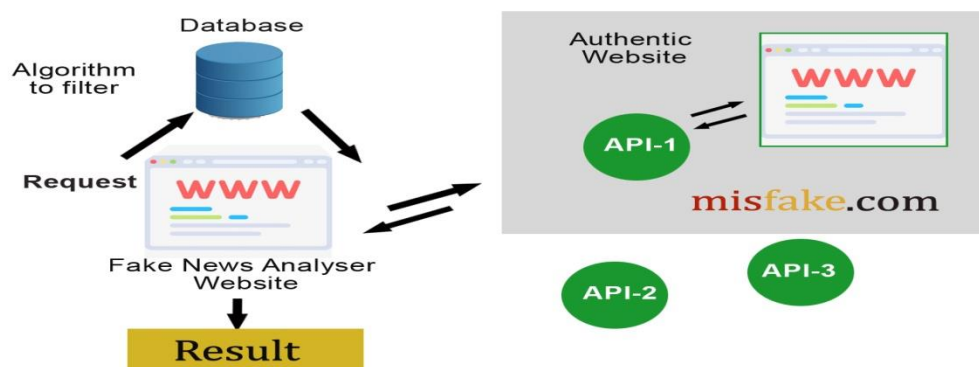 Database
Algorithm
to filter
Request
WWW
Fake News Analyser
Website
Result
Authentic
Website
WWW
API-1
misfake.com
API-2
API-3